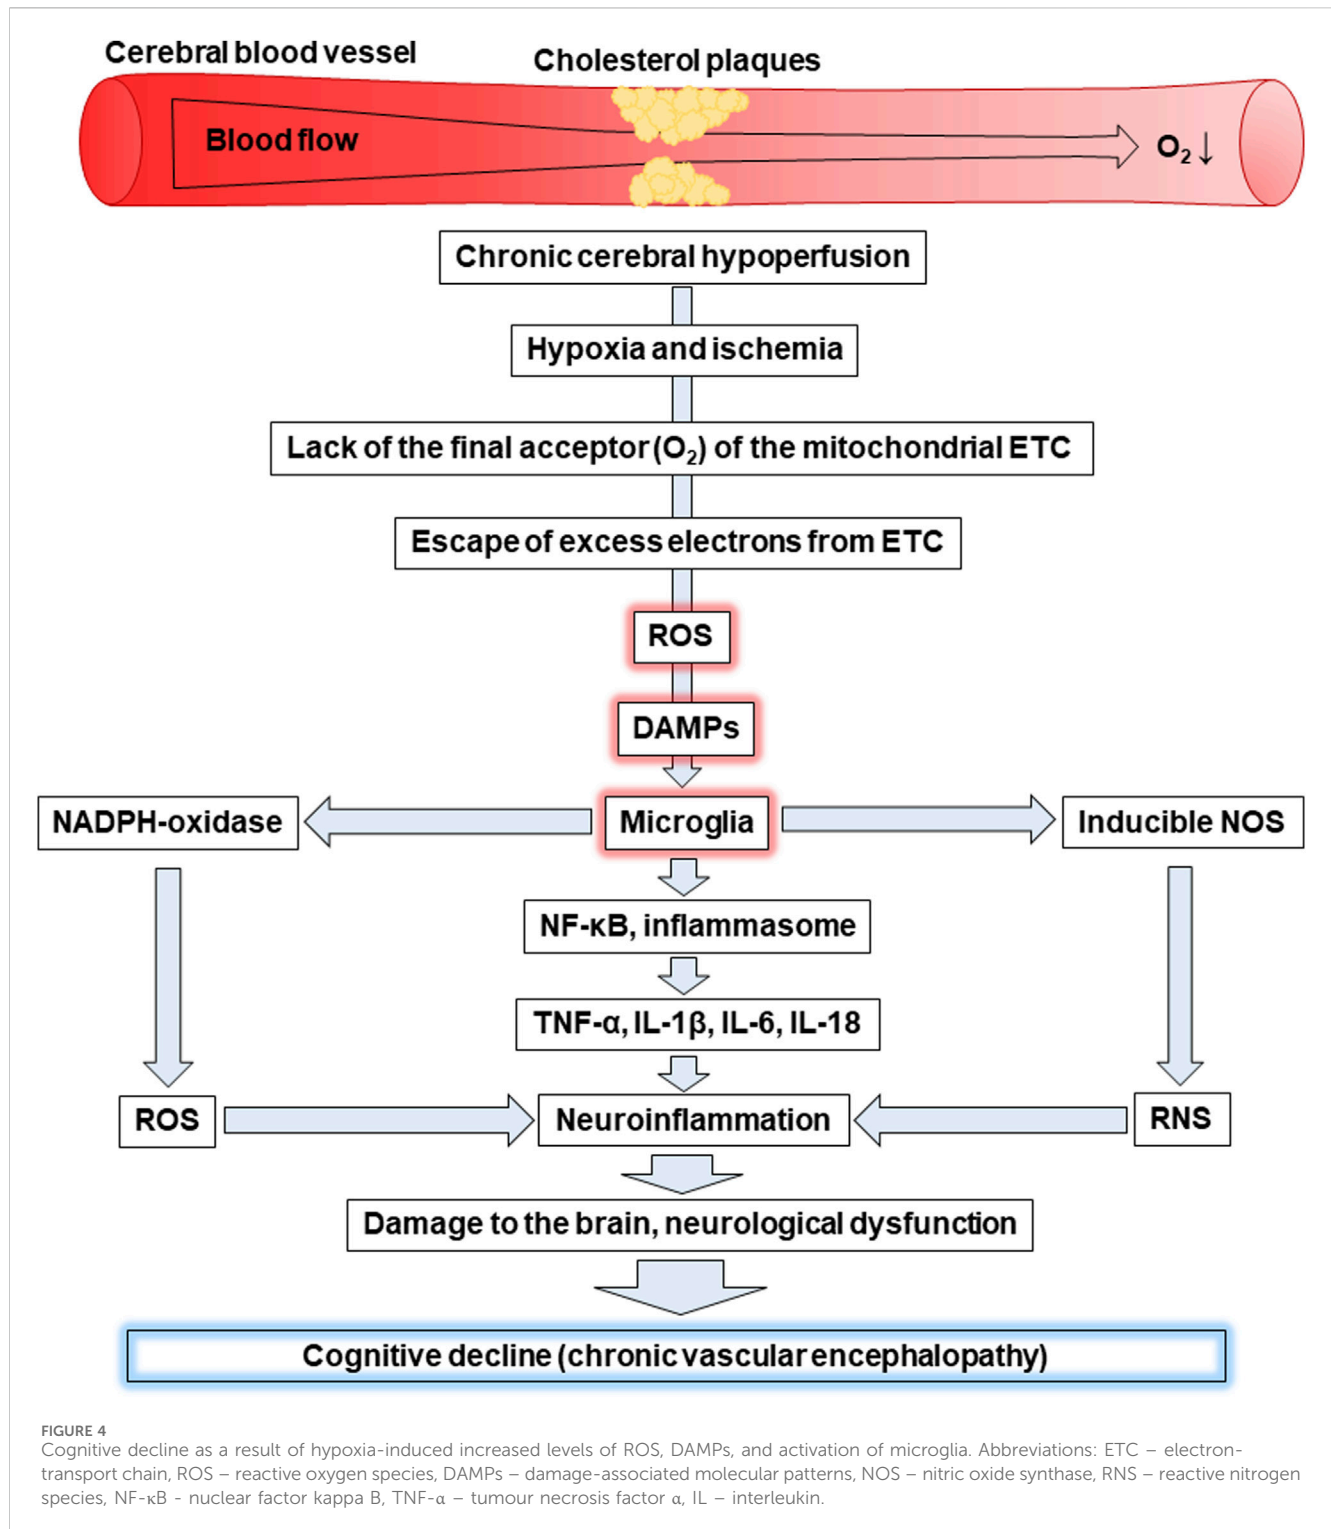 Cerebral blood vessel
Cholesterol plaques
Blood flow
O₂ ↓
Chronic cerebral hypoperfusion
Hypoxia and ischemia
Lack of the final acceptor (O₂) of the mitochondrial ETC
Escape of excess electrons from ETC
ROS
DAMPs
NADPH-oxidase
Microglia
Inducible NOS
NF-κB, inflammasome
TNF-α, IL-1β, IL-6, IL-18
ROS
Neuroinflammation
RNS
Damage to the brain, neurological dysfunction
Cognitive decline (chronic vascular encephalopathy)
FIGURE 4
Cognitive decline as a result of hypoxia-induced increased levels of ROS, DAMPs, and activation of microglia. Abbreviations: ETC – electron-
transport chain, ROS – reactive oxygen species, DAMPs – damage-associated molecular patterns, NOS – nitric oxide synthase, RNS – reactive nitrogen
species, NF-κB - nuclear factor kappa B, TNF-α – tumour necrosis factor α, IL – interleukin.